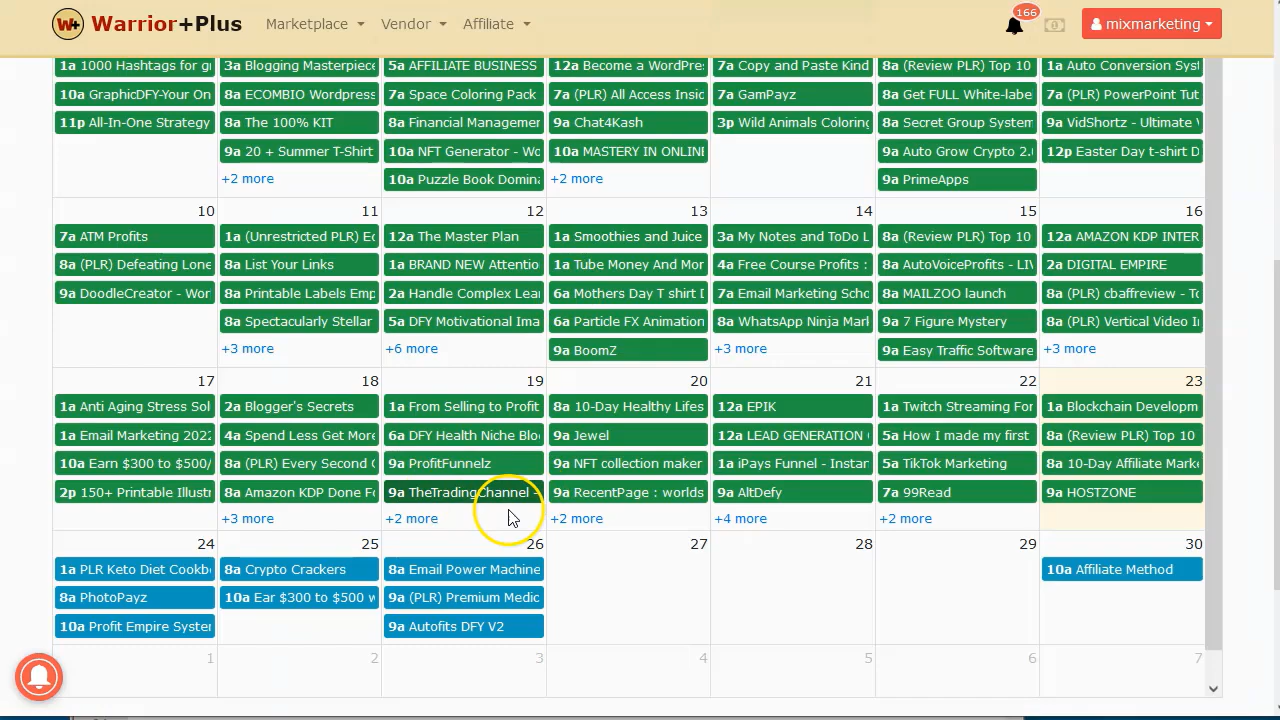 166
W+ Warrior+Plus Marketplace Vendor Affiliate mixmarketing
1a 1000 Hashtags for gr 3a Blogging Masterpiece 5a AFFILIATE BUSINESS 12a Become a WordPres 7a Copy and Paste Kind 8a (Review PLR) Top 10 1a Auto Conversion Syst
10a GraphicDFY-Your On 8a ECOMBIO Wordpress 7a Space Coloring Pack 7a (PLR) All Access Insid 7a GamPayz 8a Get FULL White-labe 7a (PLR) PowerPoint Tut
11p All-In-One Strategy 8a The 100% KIT 8a Financial Managemen 9a Chat4Kash 3p Wild Animals Coloring 8a Secret Group System 9a VidShortz - Ultimate V
9a 20 + Summer T-Shirt 10a NFT Generator - Wo 10a MASTERY IN ONLINE 9a Auto Grow Crypto 2. 12p Easter Day t-shirt D
+2 more 10a Puzzle Book Domina +2 more 9a PrimeApps
10 11 12 13 14 15 16
7a ATM Profits 1a (Unrestricted PLR) Ec 12a The Master Plan 1a Smoothies and Juice 3a My Notes and ToDo L 8a (Review PLR) Top 10 12a AMAZON KDP INTER
8a (PLR) Defeating Lone 8a List Your Links 1a BRAND NEW Attentio 1a Tube Money And Mor 4a Free Course Profits : 8a AutoVoiceProfits - LIV 2a DIGITAL EMPIRE
9a DoodleCreator - Wor 8a Printable Labels Emp 2a Handle Complex Lea 6a Mothers Day T shirt D 7a Email Marketing Scho 8a MAILZOO launch 8a (PLR) cbaffreview - To
8a Spectacularly Stellar 5a DFY Motivational Ima 6a Particle FX Animation 8a WhatsApp Ninja Mark 9a 7 Figure Mystery 8a (PLR) Vertical Video I
+3 more +6 more 9a BoomZ +3 more 9a Easy Traffic Software +3 more
17 18 19 20 21 22 23
1a Anti Aging Stress Sol 2a Blogger's Secrets 1a From Selling to Profit 8a 10-Day Healthy Lifes 12a EPIK 1a Twitch Streaming For 1a Blockchain Developm
1a Email Marketing 2022 4a Spend Less Get More 6a DFY Health Niche Blo 9a Jewel 12a LEAD GENERATION 5a How i made my first 8a (Review PLR) Top 10
10a Earn $300 to $500/ 8a (PLR) Every Second C 9a ProfitFunnelz 9a NFT collection maker 1a iPays Funnel - Instan 5a TikTok Marketing 8a 10-Day Affiliate Mark
2p 150+ Printable Illustr 8a Amazon KDP Done Fo 9a TheTradingChannel - 9a RecentPage : worlds 9a AltDefy 7a 99Read 9a HOSTZONE
+3 more +2 more +2 more +4 more +2 more
24 25 26 27 28 29 30
1a PLR Keto Diet Cookb 8a Crypto Crackers 8a Email Power Machine 10a Affiliate Method
8a PhotoPayz 10a Ear $300 to $500 w 9a (PLR) Premium Medic
10a Profit Empire System 9a Autofits DFY V2
1 2 3 4 5 6 7